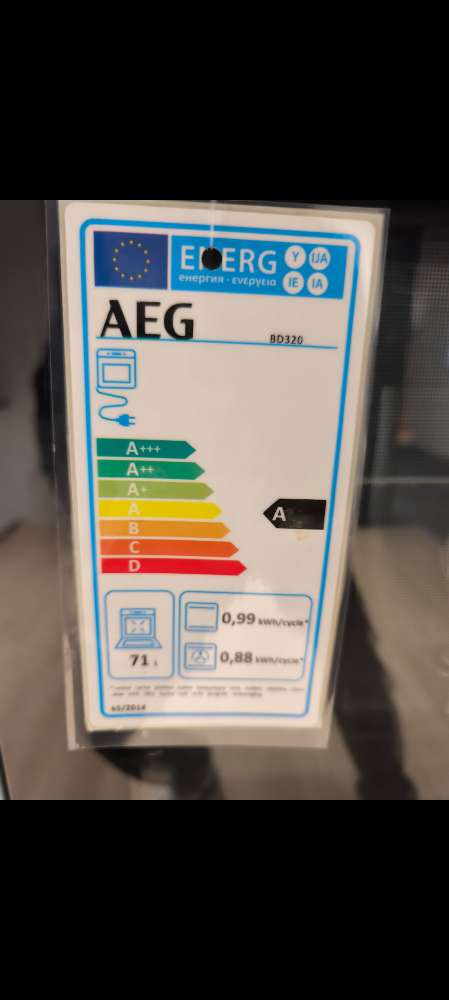 ENERG Y IJA
енергия · ενεργεια IE IA
AEG
BD320
A+++
A++
A+
A
B
C
D
A
0,99 kWh/cycle*
71 L
0,88 kWh/cycle*
65/2014